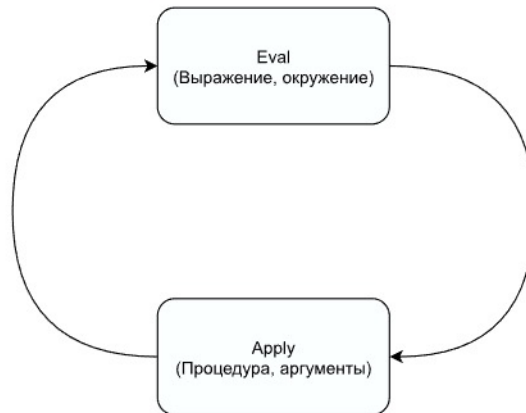 Eval
(Выражение, окружение)
Apply
(Процедура, аргументы)